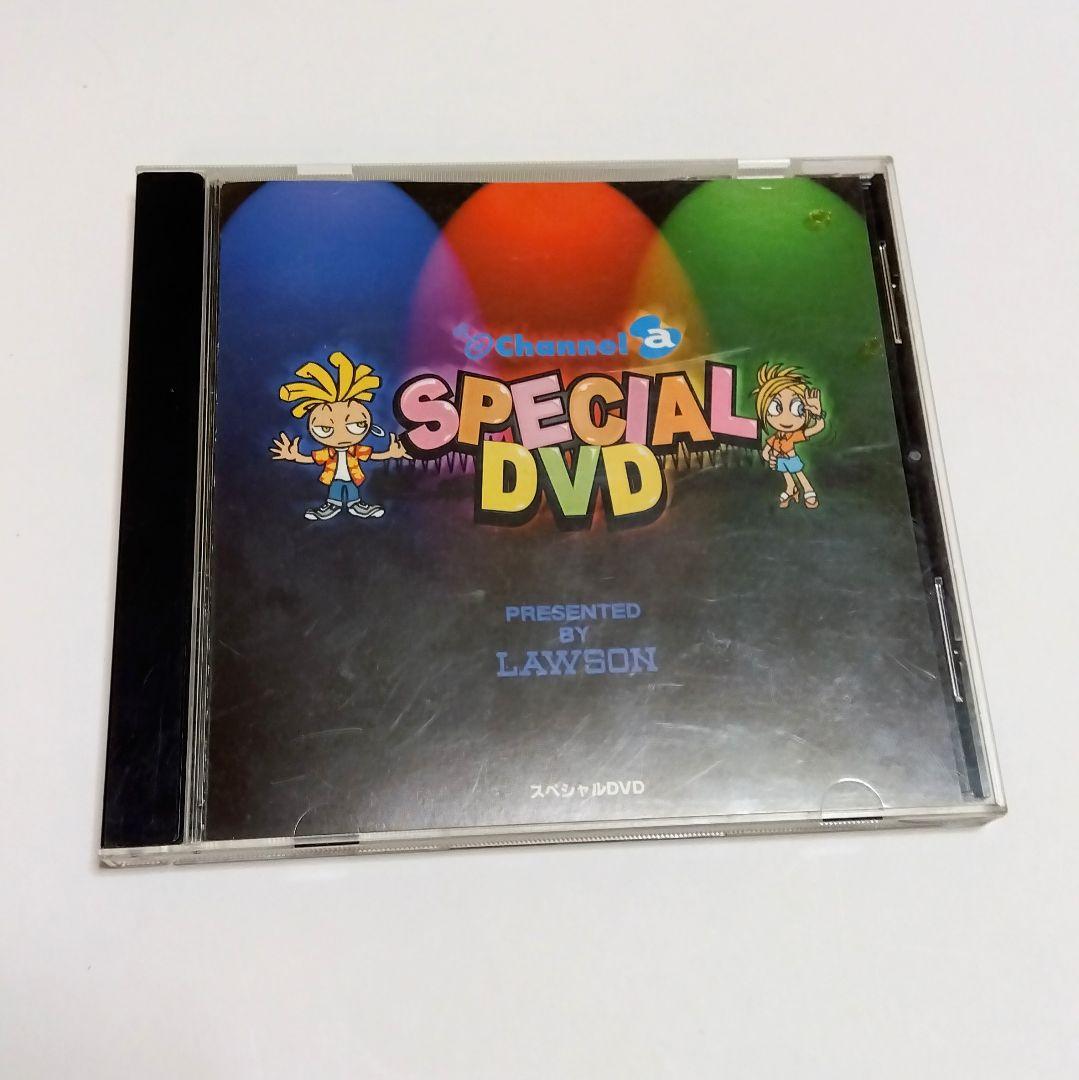 @Channel a
SPECIAL
DVD
PRESENTED
BY
LAWSON
スペシャルDVD